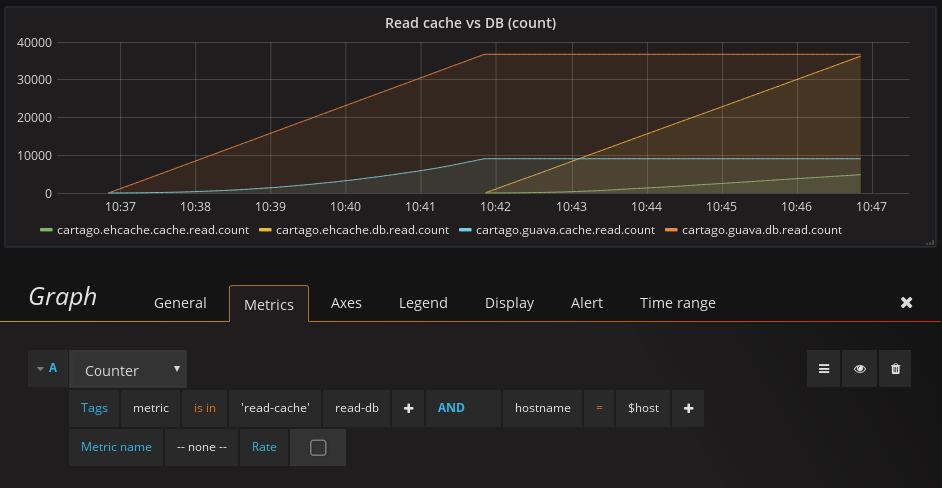 Read cache vs DB (count)
40000
30000
20000
10000
0
10:37 10:38 10:39 10:40 10:41 10:42 10:43 10:44 10:45 10:46 10:47
cartago.ehcache.cache.read.count cartago.ehcache.db.read.count cartago.guava.cache.read.count cartago.guava.db.read.count
Graph General Metrics Axes Legend Display Alert Time range
A Counter
Tags metric is in 'read-cache' read-db + AND hostname = $host +
Metric name -- none -- Rate